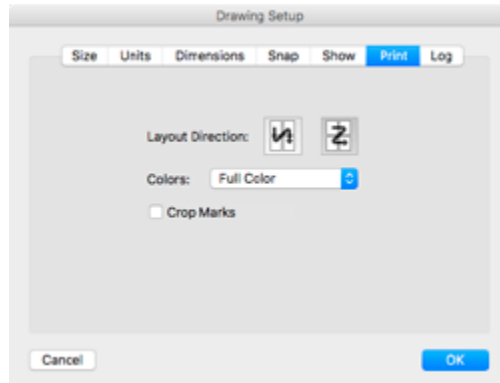 Drawing Setup
Size Units Dimensions Snap Show Print Log
Layout Direction:
Colors: Full Color
Crop Marks
Cancel OK